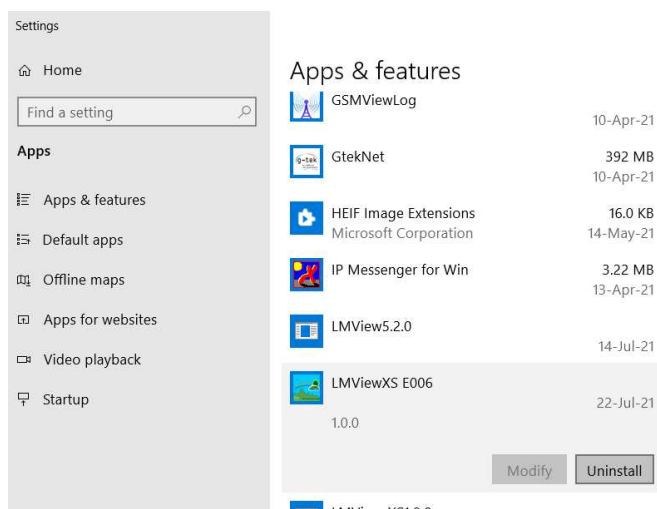 Settings
Home
Find a setting
Apps
Apps & features
Default apps
Offline maps
Apps for websites
Video playback
Startup
Apps & features
GSMViewLog
10-Apr-21
g-tek
GtekNet
392 MB
10-Apr-21
HEIF Image Extensions
16.0 KB
Microsoft Corporation
14-May-21
IP Messenger for Win
3.22 MB
13-Apr-21
LMView5.2.0
14-Jul-21
LMViewXS E006
22-Jul-21
1.0.0
Modify
Uninstall